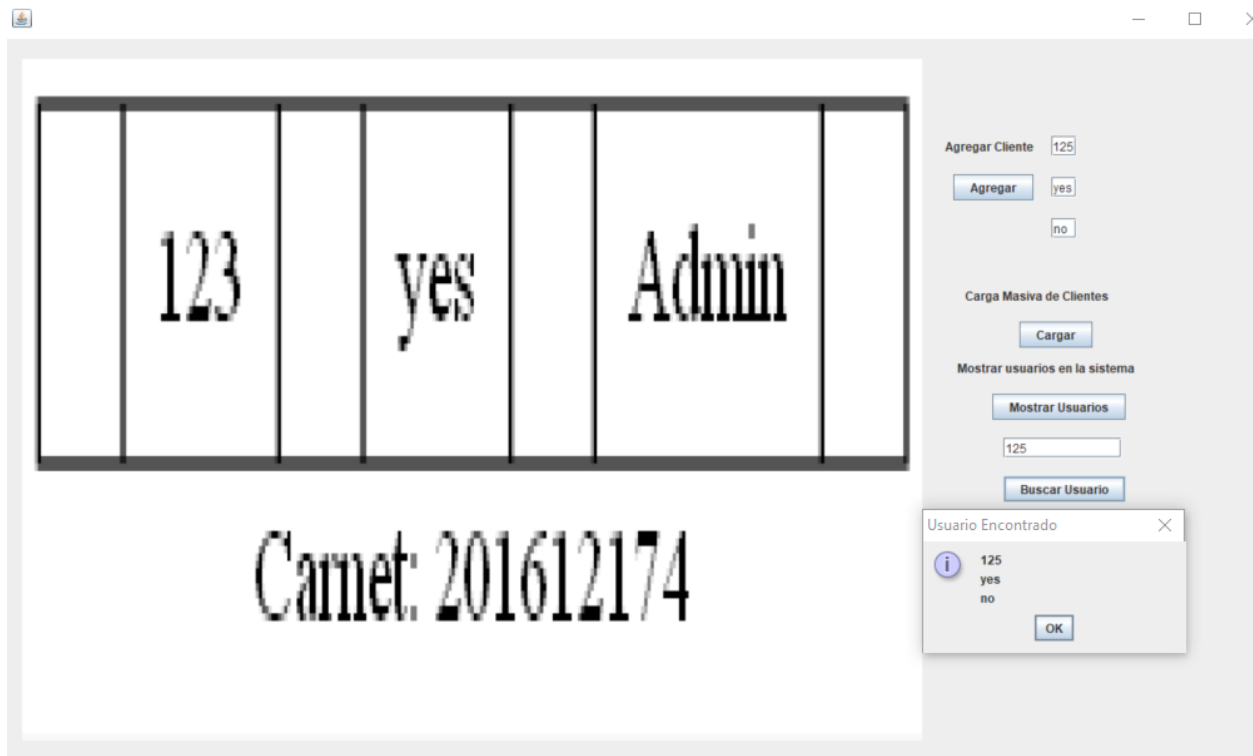 123 yes Admin
Carnet: 201612174
Agregar Cliente 125
Agregar yes
no
Carga Masiva de Clientes
Cargar
Mostrar usuarios en la sistema
Mostrar Usuarios
125
Buscar Usuario
Usuario Encontrado
125
yes
no
OK